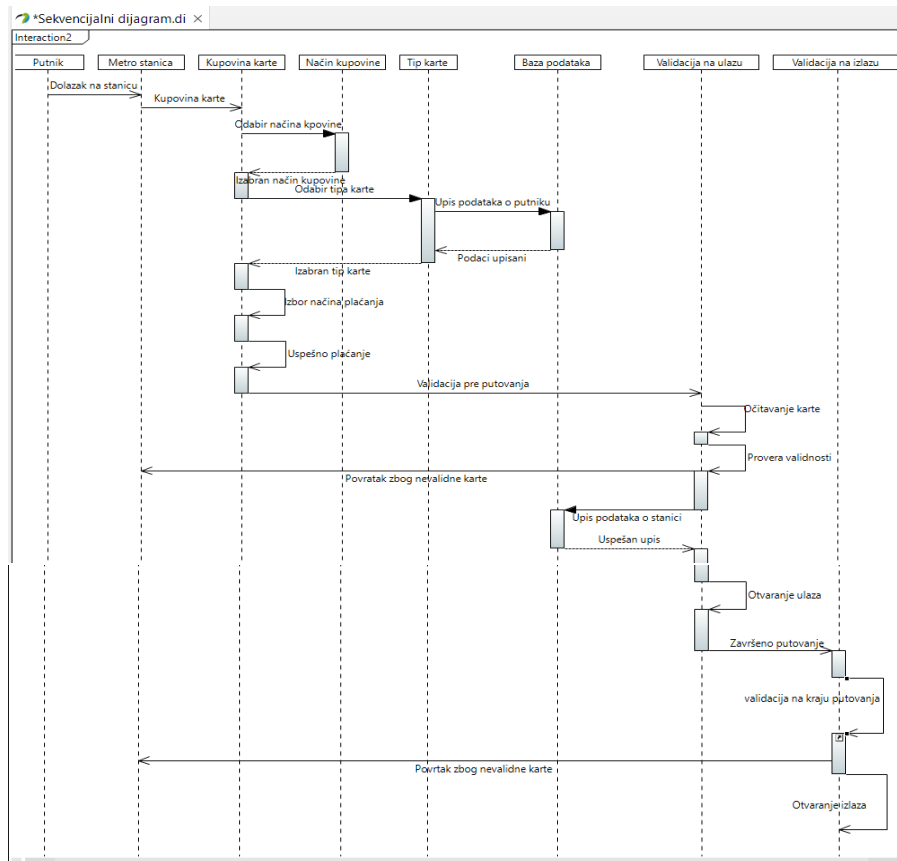 *Sekvencijalni dijagram.di ×
Interaction2
Putnik
Metro stanica
Kupovina karte
Način kupovine
Tip karte
Baza podataka
Validacija na ulazu
Validacija na izlazu
Dolazak na stanicu
Kupovina karte
Odabir načina kpovine
Izabran način kupovine
Odabir tipa karte
Upis podataka o putniku
Podaci upisani
Izabran tip karte
Izbor načina plaćanja
Uspešno plaćanje
Validacija pre putovanja
Očitavanje karte
Provera validnosti
Povratak zbog nevalidne karte
Upis podataka o stanici
Uspešan upis
Otvaranje ulaza
Završeno putovanje
validacija na kraju putovanja
Povrtak zbog nevalidne karte
Otvaranje izlaza